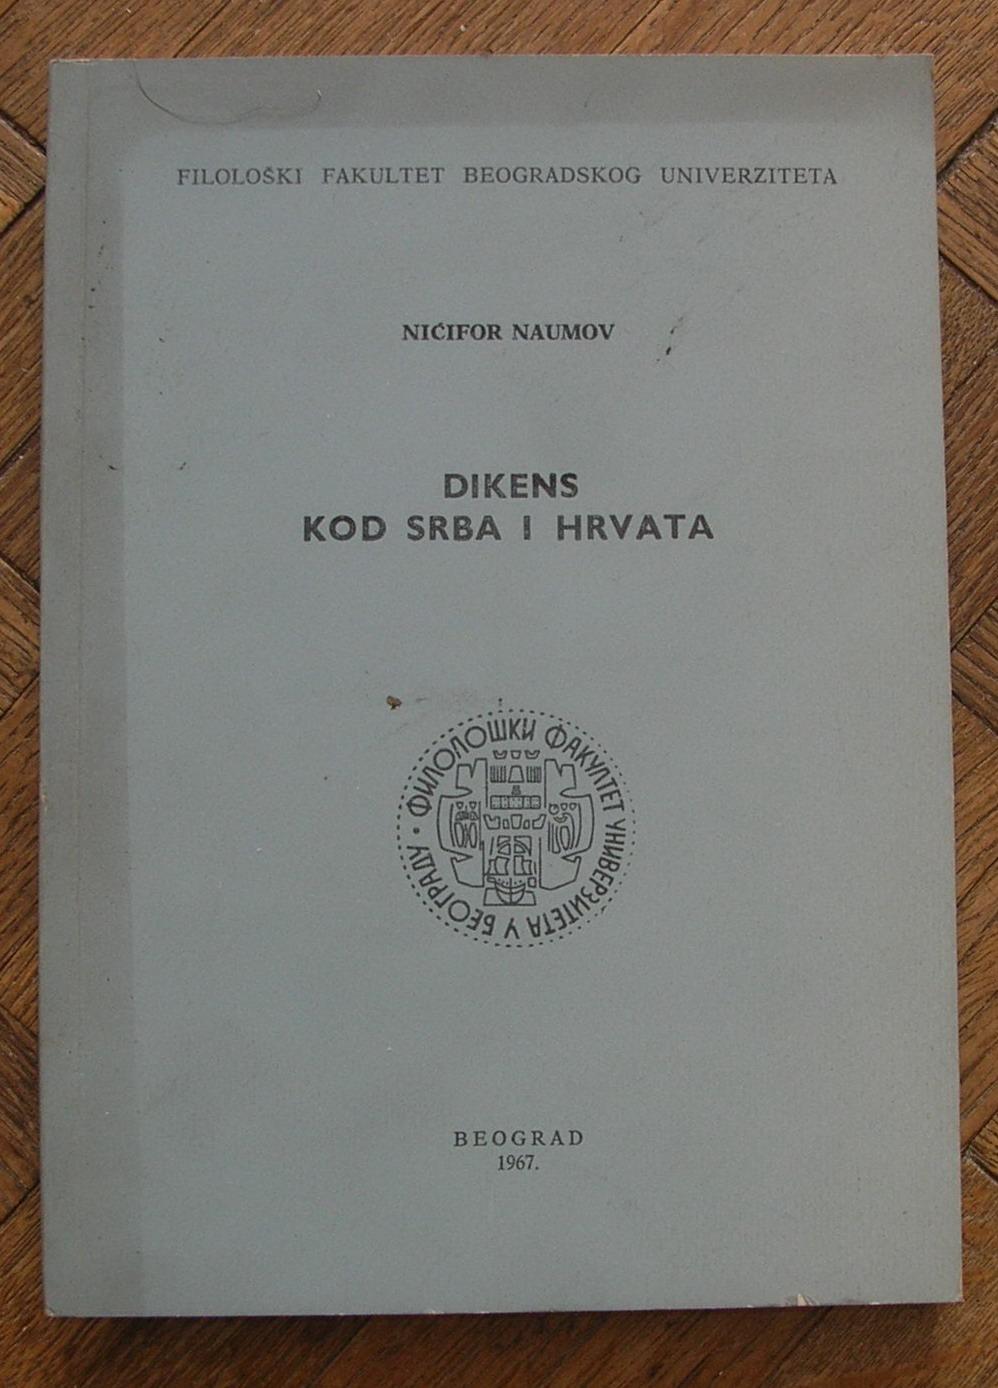 FILOLOŠKI FAKULTET BEOGRADSKOG UNIVERZITETA
NIĆIFOR NAUMOV
DIKENS
KOD SRBA I HRVATA
ФИЛОЛОШКИ ФАКУЛТЕТ УНИВЕРЗИТЕТА У БЕОГРАДУ •
BEOGRAD
1967.